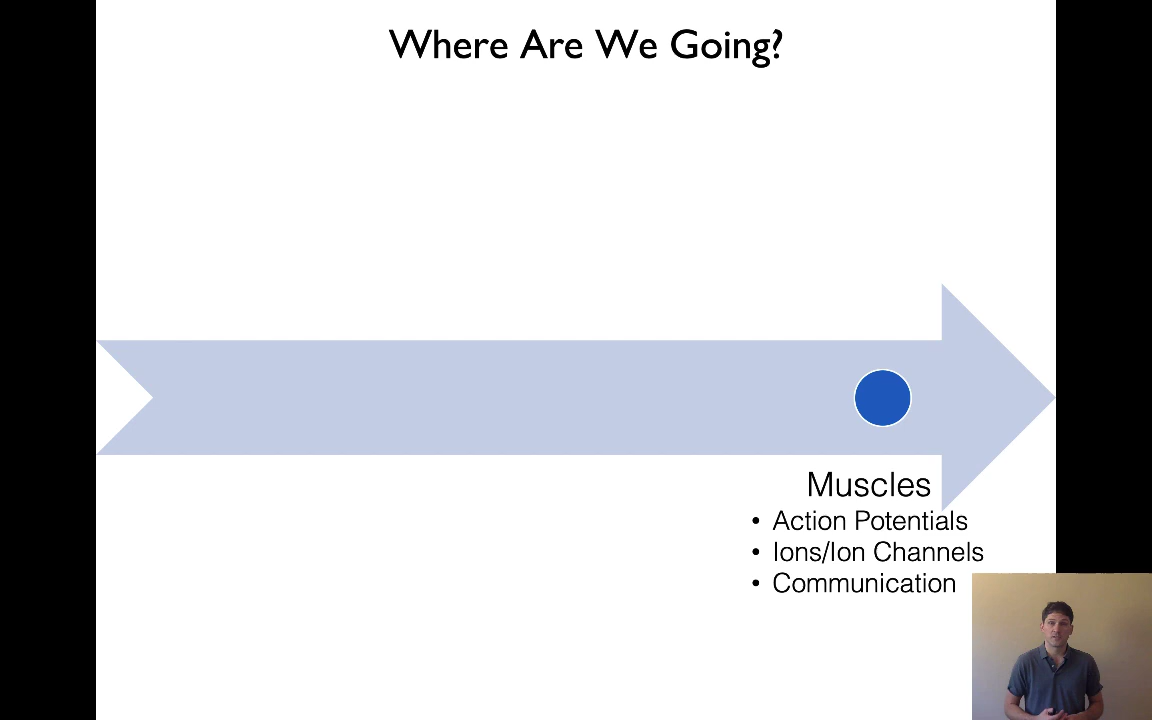 Where Are We Going?
Muscles
• Action Potentials
• Ions/Ion Channels
• Communication